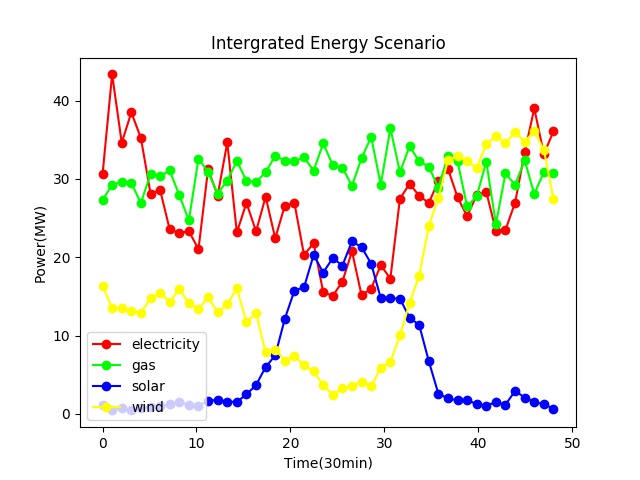 Intergrated Energy Scenario
Power(MW)
40
30
20
10
0
electricity
gas
solar
wind
0 10 20 30 40 50
Time(30min)